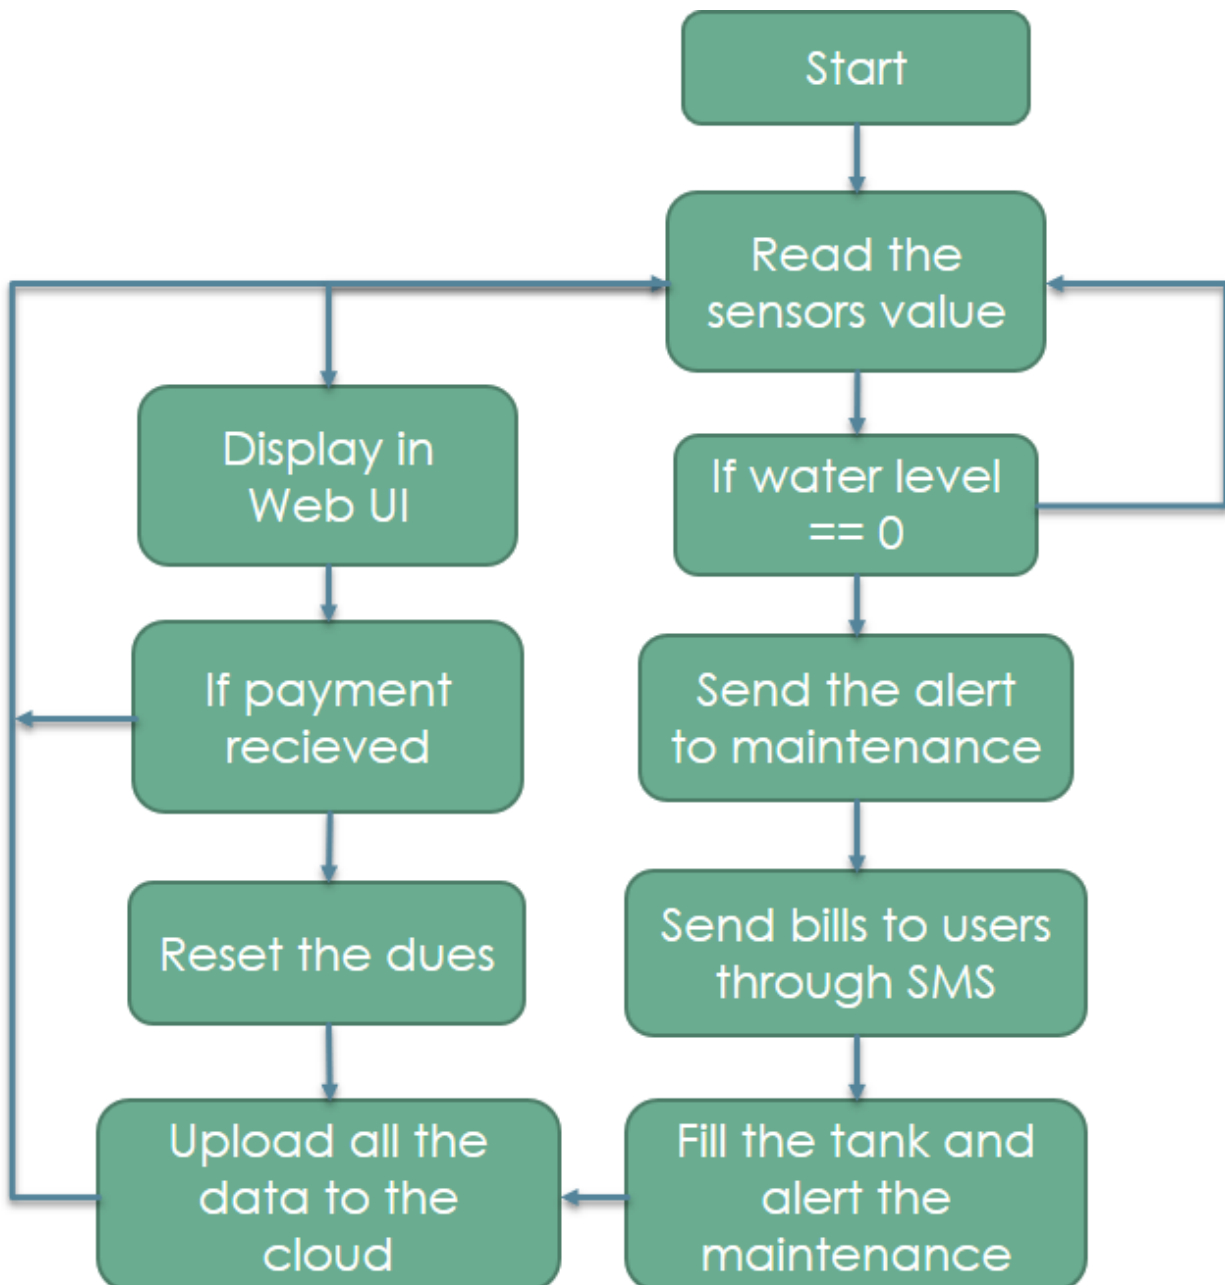 Start
Read the
sensors value
Display in
Web UI
If water level
== 0
If payment
recieved
Send the alert
to maintenance
Reset the dues
Send bills to users
through SMS
Upload all the
data to the
cloud
Fill the tank and
alert the
maintenance